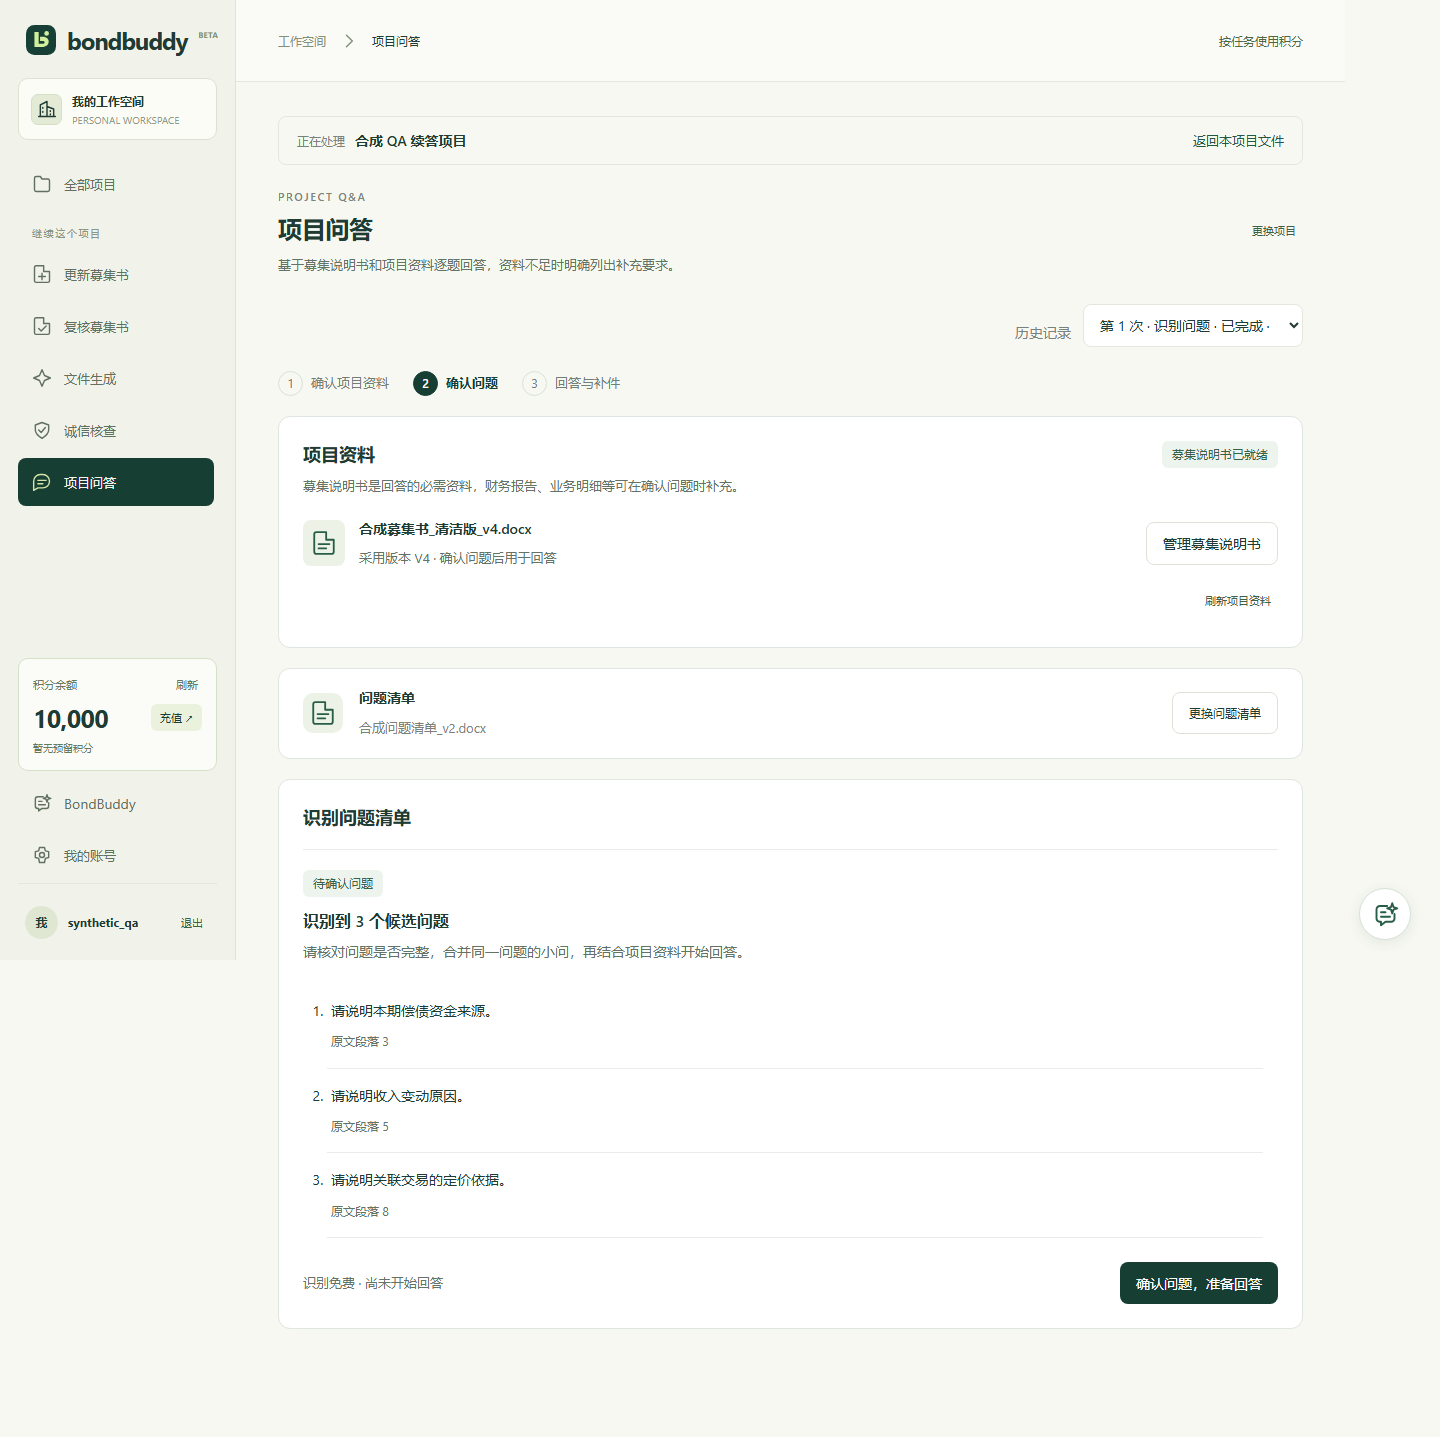 bondbuddy BETA
我的工作空间
PERSONAL WORKSPACE
全部项目
继续这个项目
更新募集书
复核募集书
文件生成
诚信核查
项目问答
积分余额 刷新
10,000 充值 ↗
暂无预留积分
BondBuddy
我的账号
我 synthetic_qa 退出
工作空间 项目问答 按任务使用积分
正在处理 合成 QA 续答项目 返回本项目文件
PROJECT Q&A
项目问答 更换项目
基于募集说明书和项目资料逐题回答，资料不足时明确列出补充要求。
历史记录 第 1 次 · 识别问题 · 已完成 ·
1 确认项目资料 2 确认问题 3 回答与补件
项目资料 募集说明书已就绪
募集说明书是回答的必需资料，财务报告、业务明细等可在确认问题时补充。
合成募集书_清洁版_v4.docx
采用版本 V4 · 确认问题后用于回答 管理募集说明书
刷新项目资料
问题清单
合成问题清单_v2.docx 更换问题清单
识别问题清单
待确认问题
识别到 3 个候选问题
请核对问题是否完整，合并同一问题的小问，再结合项目资料开始回答。
1. 请说明本期偿债资金来源。
原文段落 3
2. 请说明收入变动原因。
原文段落 5
3. 请说明关联交易的定价依据。
原文段落 8
识别免费 · 尚未开始回答 确认问题，准备回答